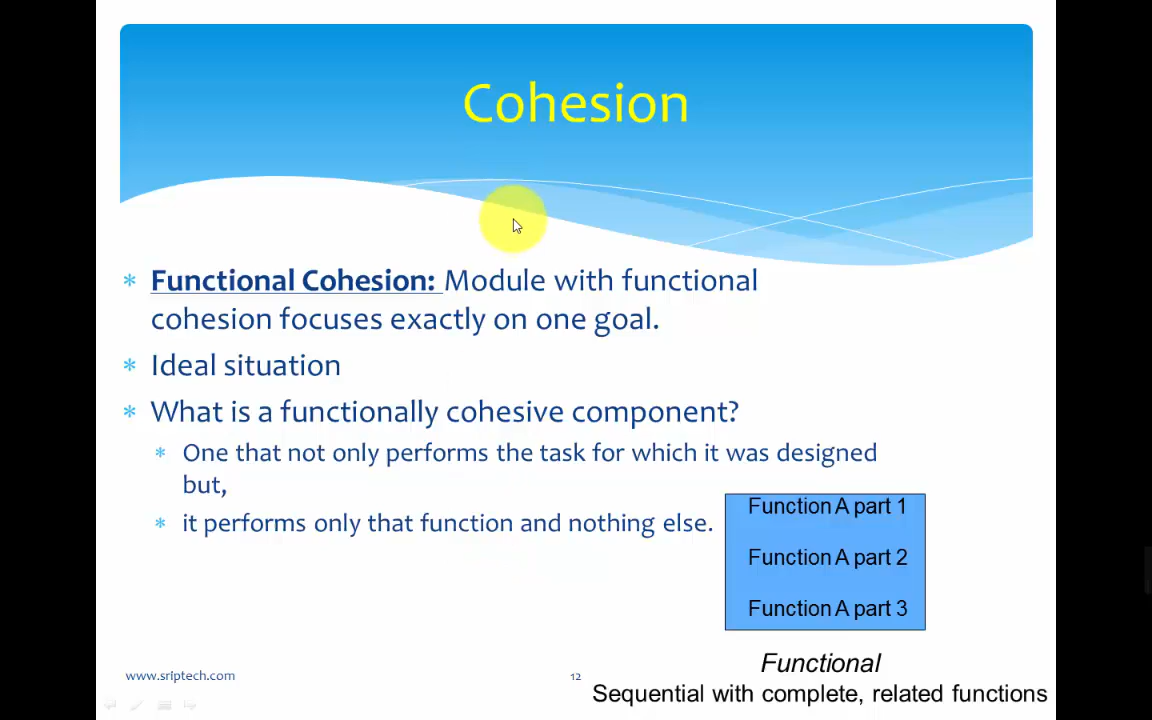 Cohesion
* Functional Cohesion: Module with functional
cohesion focuses exactly on one goal.
* Ideal situation
* What is a functionally cohesive component?
* One that not only performs the task for which it was designed
but,
* it performs only that function and nothing else.
Function A part 1
Function A part 2
Function A part 3
Functional
Sequential with complete, related functions
www.sriptech.com
12